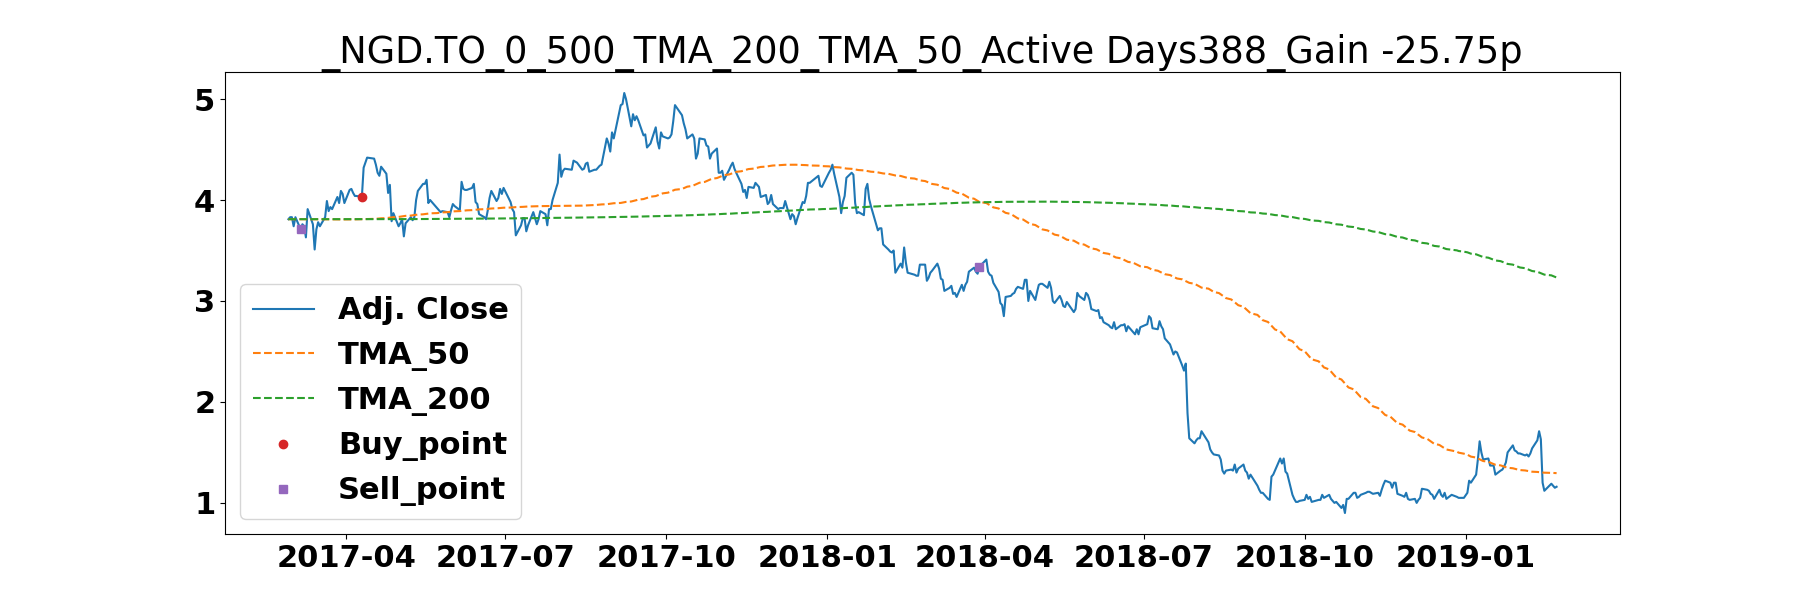 _NGD.TO_0_500_TMA_200_TMA_50_Active Days388_Gain -25.75p
5
4
3
2
1
Adj. Close
TMA_50
TMA_200
Buy_point
Sell_point
2017-04 2017-07 2017-10 2018-01 2018-04 2018-07 2018-10 2019-01